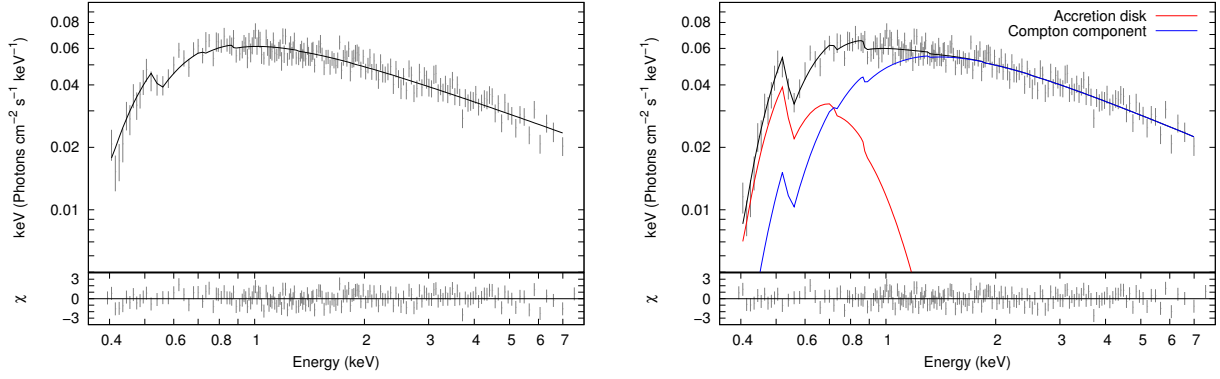 keV (Photons cm⁻² s⁻¹ keV⁻¹)
0.08
0.06
0.04
0.02
0.01
χ
3
0
−3
0.4 0.6 0.8 1 2 3 4 5 6 7
Energy (keV)
Accretion disk
Compton component
keV (Photons cm⁻² s⁻¹ keV⁻¹)
0.08
0.06
0.04
0.02
0.01
χ
3
0
−3
0.4 0.6 0.8 1 2 3 4 5 6 7
Energy (keV)